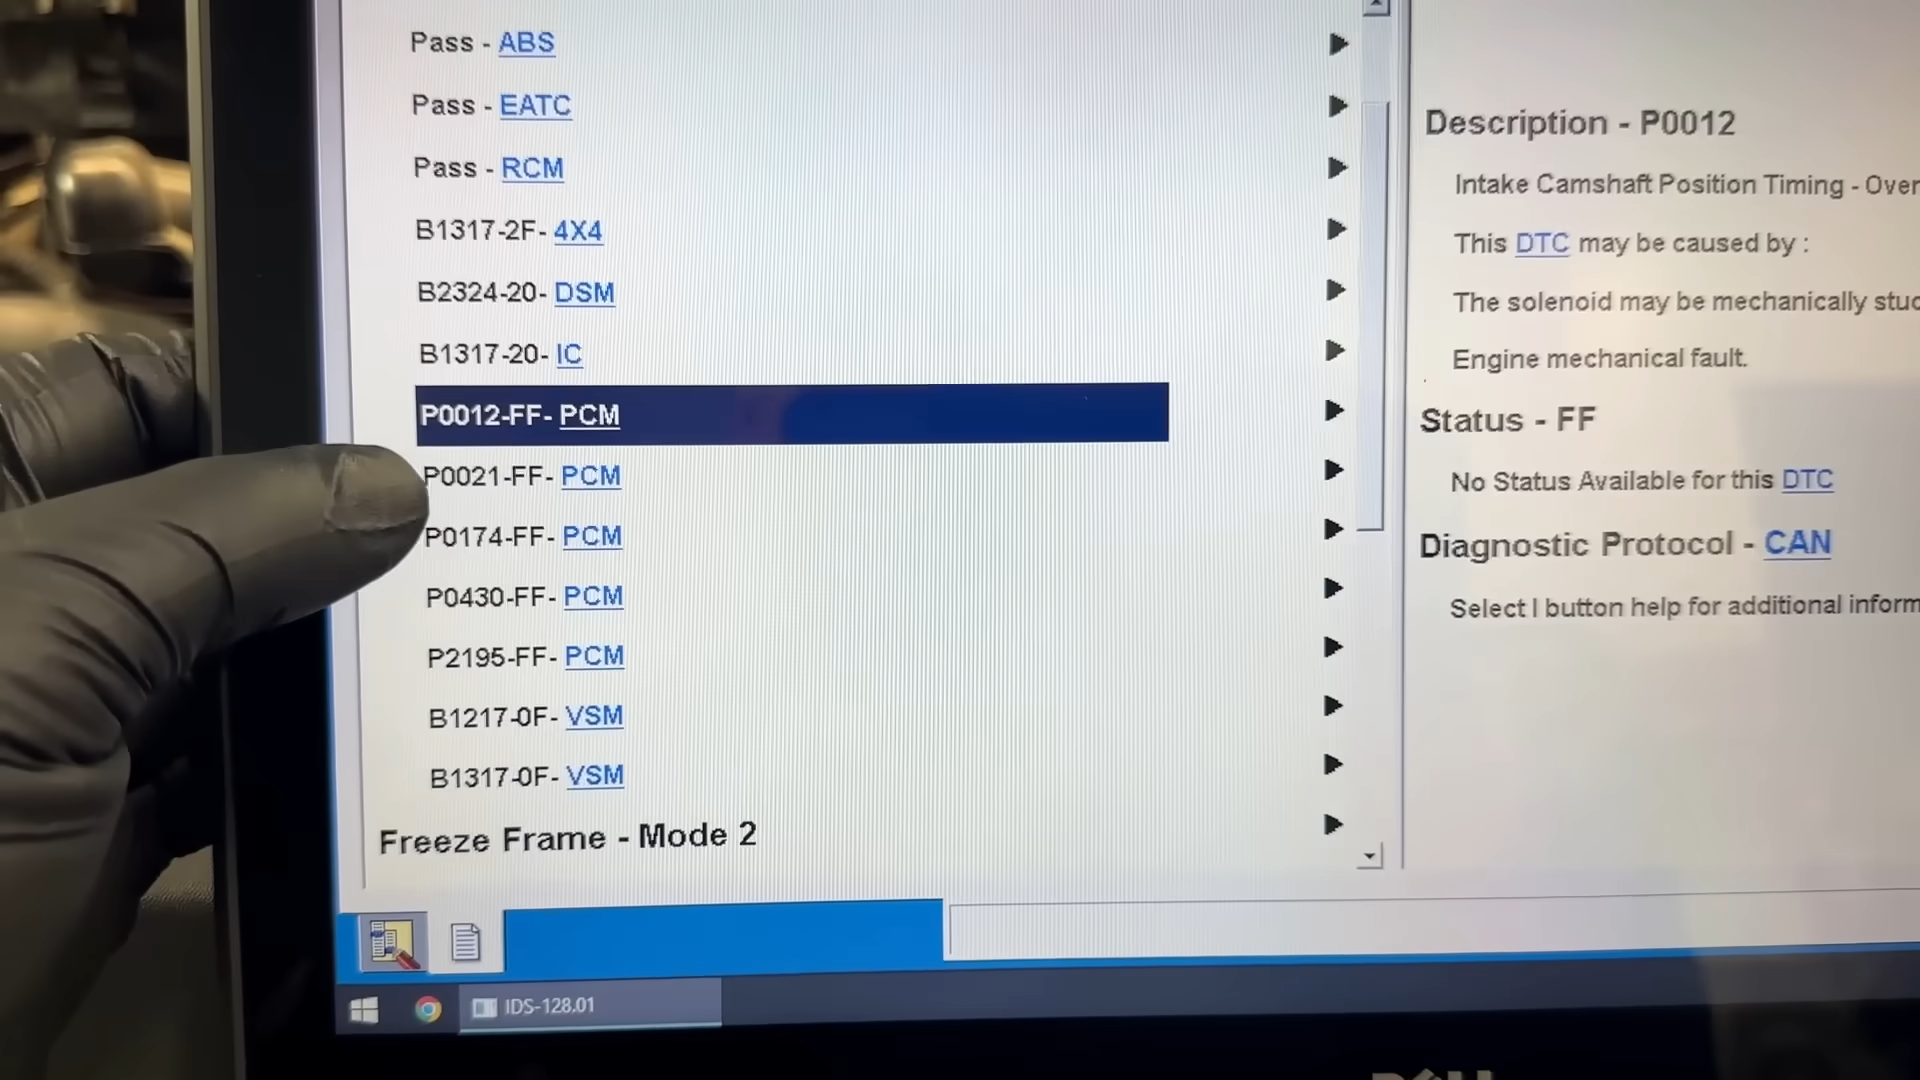 Pass - ABS
Pass - EATC
Pass - RCM
B1317-2F- 4X4
B2324-20- DSM
B1317-20- IC
P0012-FF- PCM
P0021-FF- PCM
P0174-FF- PCM
P0430-FF- PCM
P2195-FF- PCM
B1217-0F- VSM
B1317-0F- VSM
Freeze Frame - Mode 2
Description - P0012
Intake Camshaft Position Timing - Over
This DTC may be caused by :
The solenoid may be mechanically stuc
Engine mechanical fault.
Status - FF
No Status Available for this DTC
Diagnostic Protocol - CAN
Select I button help for additional inform
IDS-128.01